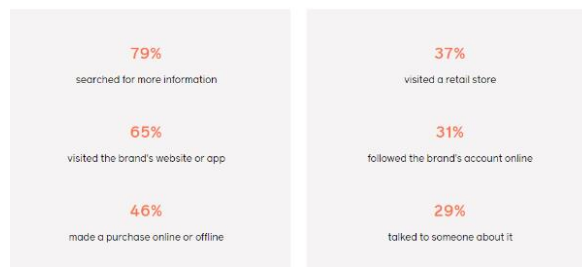 79%
searched for more information
65%
visited the brand's website or app
46%
made a purchase online or offline
37%
visited a retail store
31%
followed the brand's account online
29%
talked to someone about it